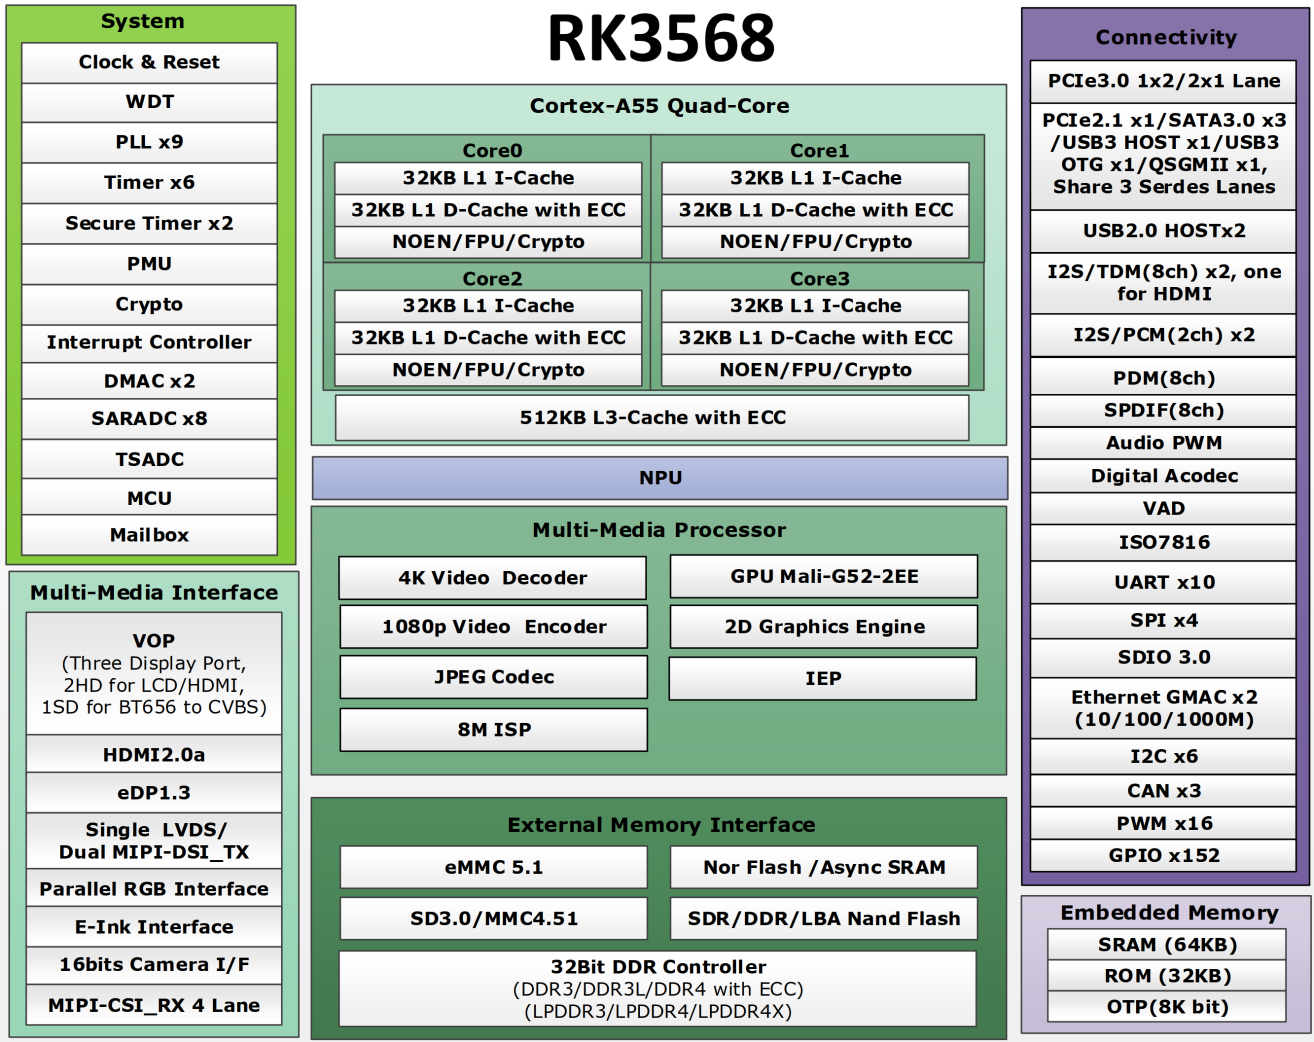 RK3568
System
Clock & Reset
WDT
PLL x9
Timer x6
Secure Timer x2
PMU
Crypto
Interrupt Controller
DMAC x2
SARADC x8
TSADC
MCU
Mailbox
Multi-Media Interface
VOP
(Three Display Port,
2HD for LCD/HDMI,
1SD for BT656 to CVBS)
HDMI2.0a
eDP1.3
Single LVDS/
Dual MIPI-DSI_TX
Parallel RGB Interface
E-Ink Interface
16bits Camera I/F
MIPI-CSI_RX 4 Lane
Cortex-A55 Quad-Core
Core0
32KB L1 I-Cache
32KB L1 D-Cache with ECC
NOEN/FPU/Crypto
Core1
32KB L1 I-Cache
32KB L1 D-Cache with ECC
NOEN/FPU/Crypto
Core2
32KB L1 I-Cache
32KB L1 D-Cache with ECC
NOEN/FPU/Crypto
Core3
32KB L1 I-Cache
32KB L1 D-Cache with ECC
NOEN/FPU/Crypto
512KB L3-Cache with ECC
NPU
Multi-Media Processor
4K Video Decoder
GPU Mali-G52-2EE
1080p Video Encoder
2D Graphics Engine
JPEG Codec
IEP
8M ISP
External Memory Interface
eMMC 5.1
Nor Flash /Async SRAM
SD3.0/MMC4.51
SDR/DDR/LBA Nand Flash
32Bit DDR Controller
(DDR3/DDR3L/DDR4 with ECC)
(LPDDR3/LPDDR4/LPDDR4X)
Connectivity
PCIe3.0 1x2/2x1 Lane
PCIe2.1 x1/SATA3.0 x3
/USB3 HOST x1/USB3
OTG x1/QSGMII x1,
Share 3 Serdes Lanes
USB2.0 HOSTx2
I2S/TDM(8ch) x2, one
for HDMI
I2S/PCM(2ch) x2
PDM(8ch)
SPDIF(8ch)
Audio PWM
Digital Acodec
VAD
ISO7816
UART x10
SPI x4
SDIO 3.0
Ethernet GMAC x2
(10/100/1000M)
I2C x6
CAN x3
PWM x16
GPIO x152
Embedded Memory
SRAM (64KB)
ROM (32KB)
OTP(8K bit)